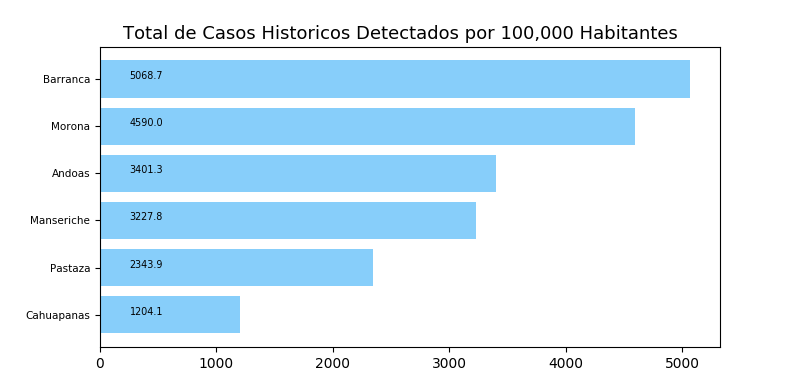 Total de Casos Historicos Detectados por 100,000 Habitantes
Barranca 5068.7
Morona 4590.0
Andoas 3401.3
Manseriche 3227.8
Pastaza 2343.9
Cahuapanas 1204.1
0 1000 2000 3000 4000 5000